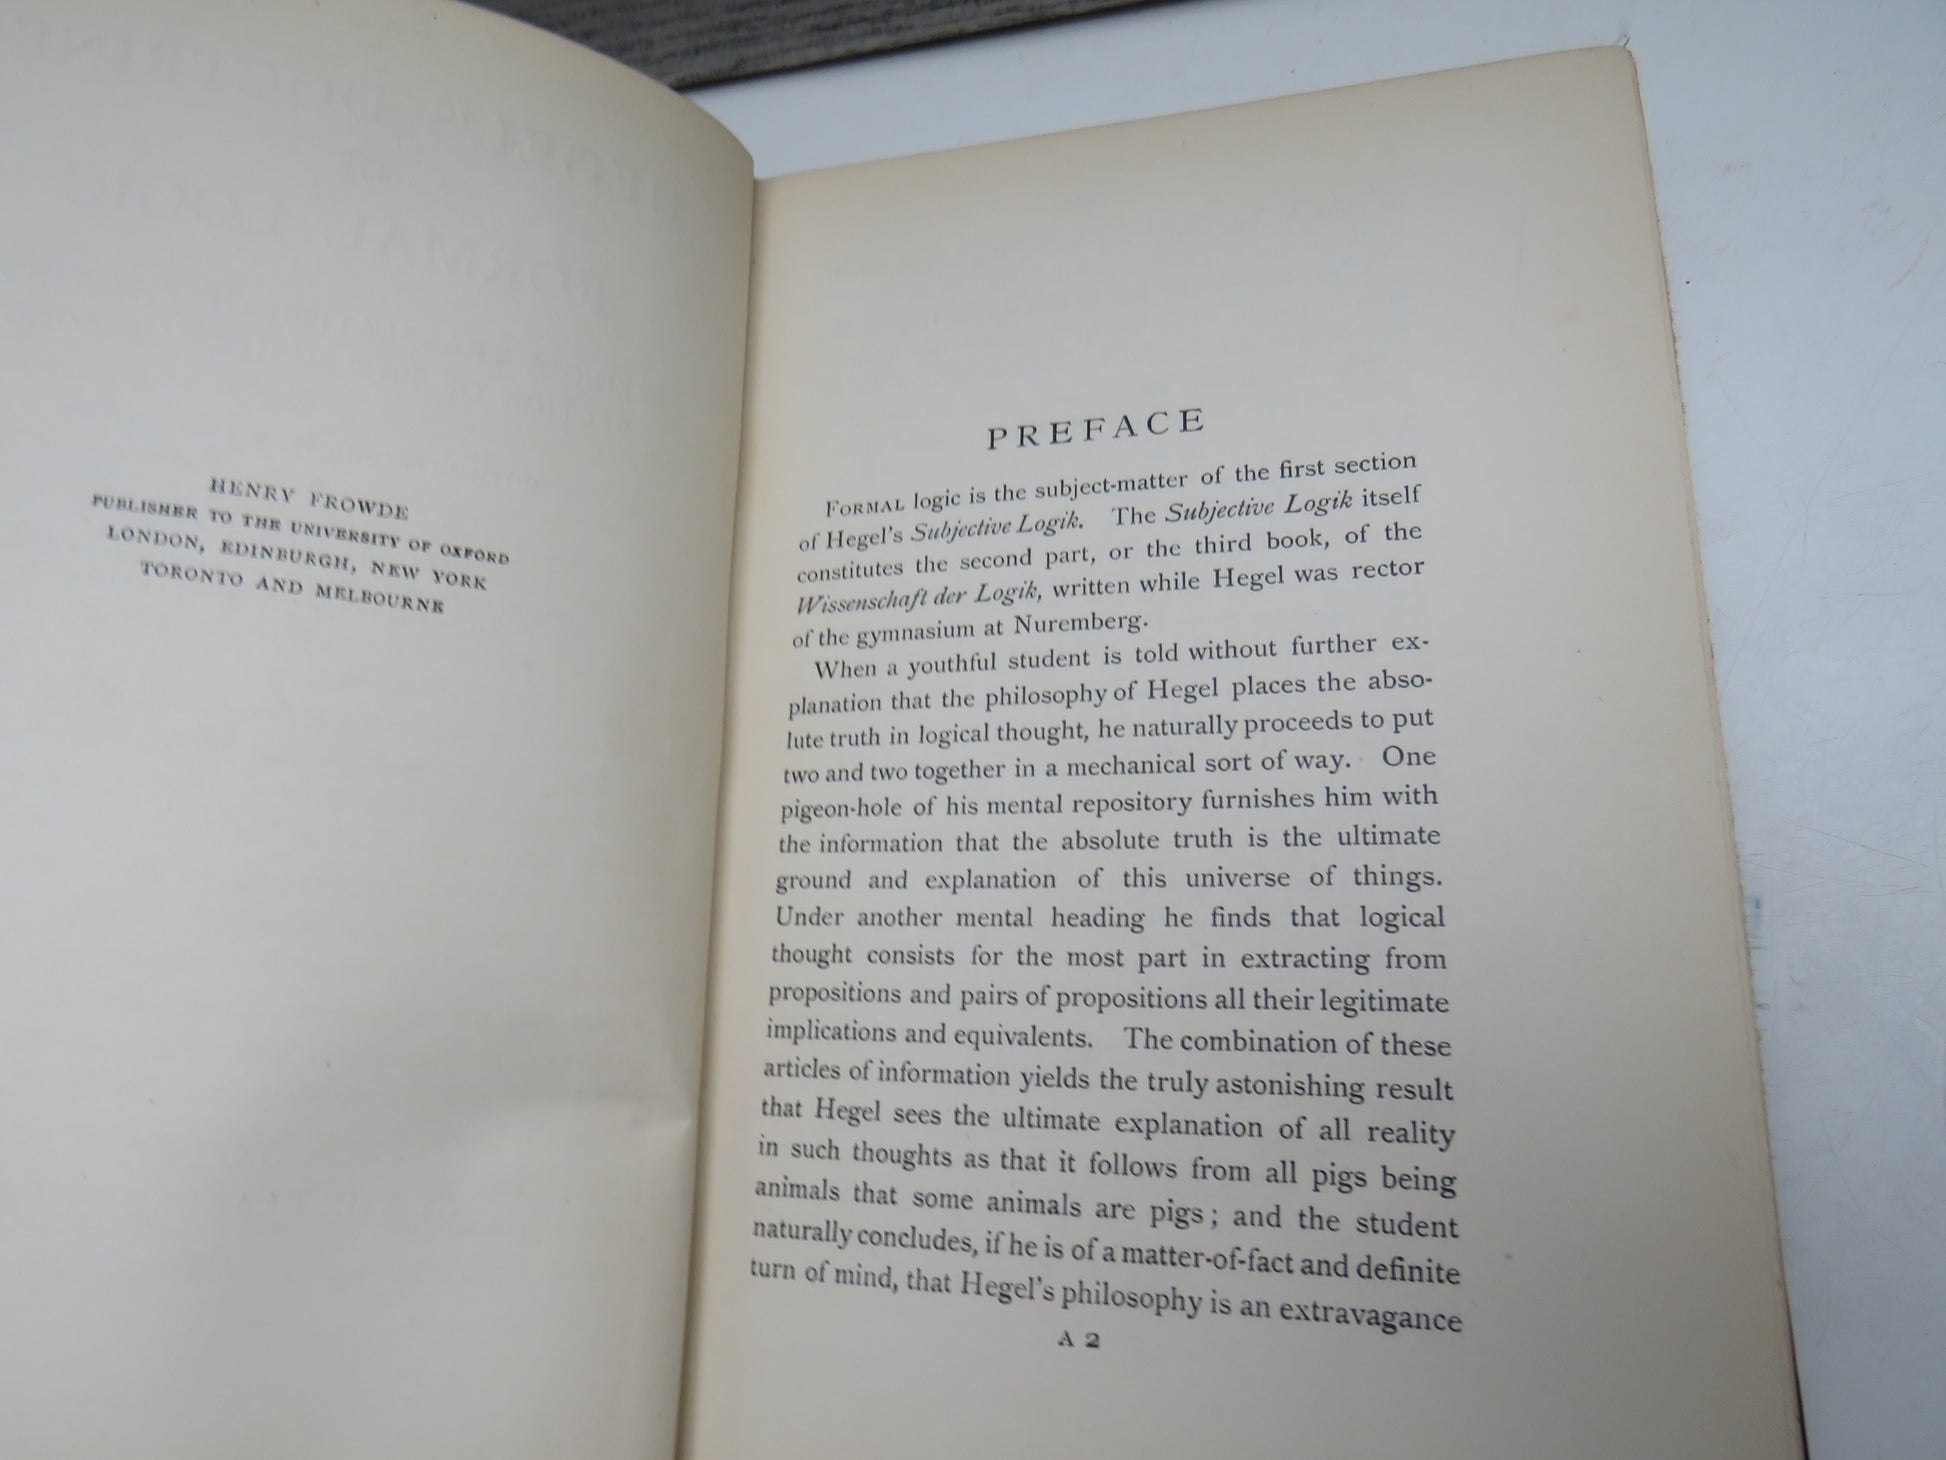 HENRY FROWDE
PUBLISHER TO THE UNIVERSITY OF OXFORD
LONDON, EDINBURGH, NEW YORK
TORONTO AND MELBOURNE
PREFACE
FORMAL logic is the subject-matter of the first section
of Hegel's Subjective Logik. The Subjective Logik itself
constitutes the second part, or the third book, of the
Wissenschaft der Logik, written while Hegel was rector
of the gymnasium at Nuremberg.
When a youthful student is told without further ex-
planation that the philosophy of Hegel places the abso-
lute truth in logical thought, he naturally proceeds to put
two and two together in a mechanical sort of way. One
pigeon-hole of his mental repository furnishes him with
the information that the absolute truth is the ultimate
ground and explanation of this universe of things.
Under another mental heading he finds that logical
thought consists for the most part in extracting from
propositions and pairs of propositions all their legitimate
implications and equivalents. The combination of these
articles of information yields the truly astonishing result
that Hegel sees the ultimate explanation of all reality
in such thoughts as that it follows from all pigs being
animals that some animals are pigs; and the student
naturally concludes, if he is of a matter-of-fact and definite
turn of mind, that Hegel's philosophy is an extravagance
A 2